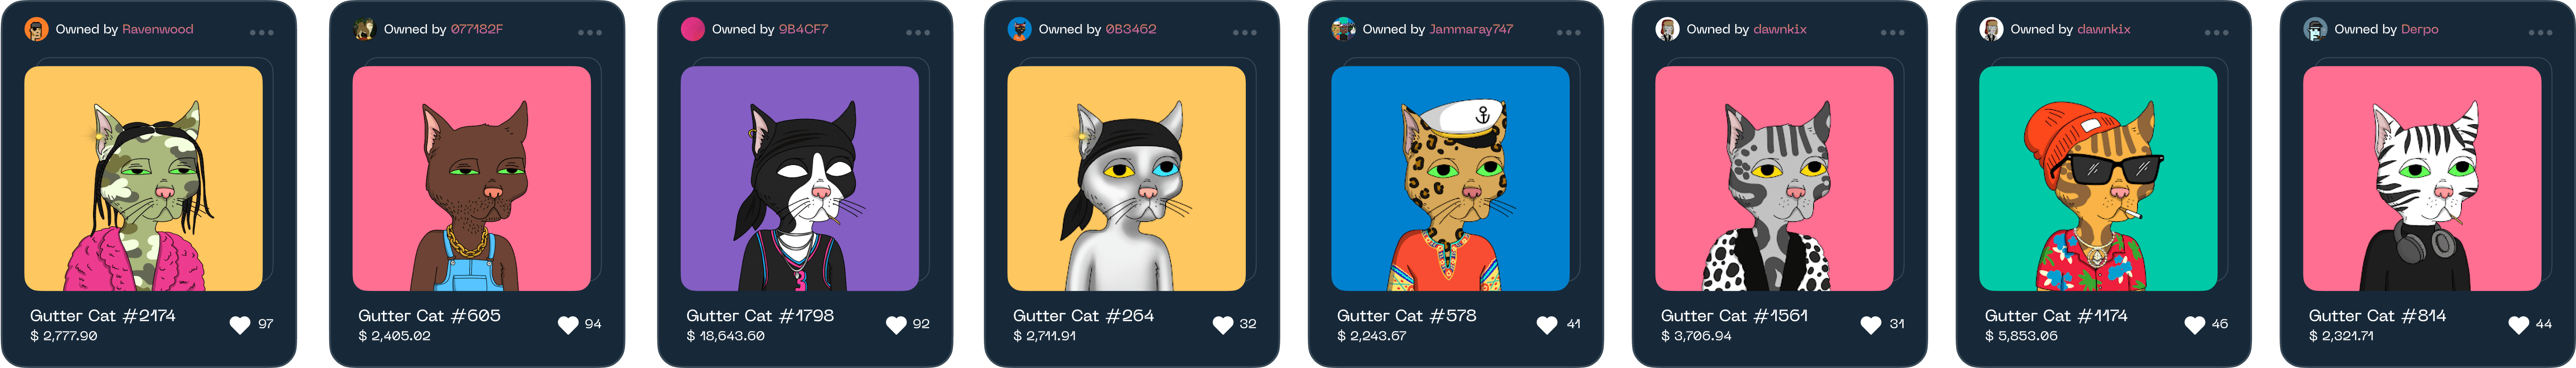 Owned by Ravenwood
Gutter Cat #2174
$ 2,777.90
97
Owned by 077182F
Gutter Cat #605
$ 2,405.02
94
Owned by 9B4CF7
3
Gutter Cat #1798
$ 18,643.60
92
Owned by 0B3462
Gutter Cat #264
$ 2,711.91
32
Owned by Jammaray747
Gutter Cat #578
$ 2,243.67
41
Owned by dawnkix
Gutter Cat #1561
$ 3,706.94
31
Owned by dawnkix
Gutter Cat #1174
$ 5,853.06
46
Owned by Derpo
Gutter Cat #814
$ 2,321.71
44